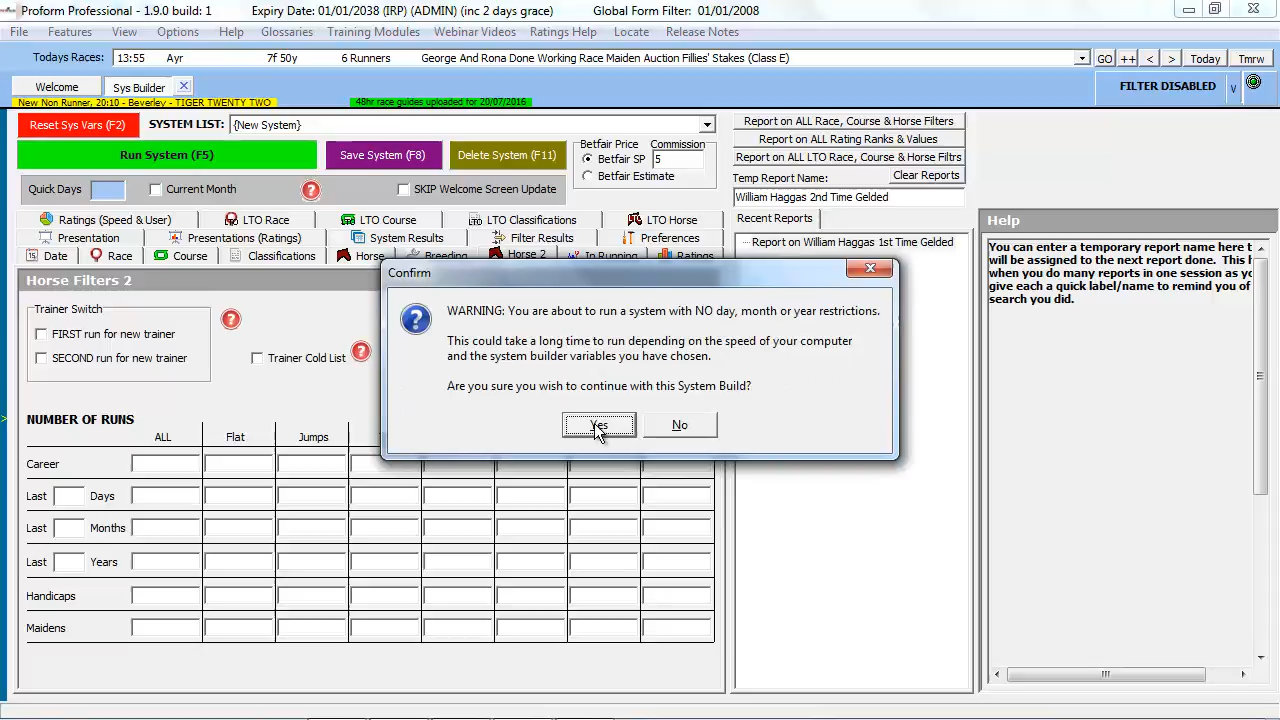 Proform Professional - 1.9.0 build: 1 Expiry Date: 01/01/2038 (IRP) (ADMIN) (inc 2 days grace) Global Form Filter: 01/01/2008
File Features View Options Help Glossaries Training Modules Webinar Videos Ratings Help Locate Release Notes
Todays Races: 13:55 Ayr 7f 50y 6 Runners George And Rona Done Working Race Maiden Auction Fillies' Stakes (Class E) GO ++ < > Today Tmrw
Welcome Sys Builder X FILTER DISABLED v
New Non Runner, 20:10 - Beverley - TIGER TWENTY TWO 48hr race guides uploaded for 20/07/2016
Reset Sys Vars (F2) SYSTEM LIST: {New System}
Run System (F5) Save System (F8) Delete System (F11)
Betfair Price Commission
Betfair SP 5
Betfair Estimate
Quick Days Current Month ? SKIP Welcome Screen Update
Report on ALL Race, Course & Horse Filters
Report on ALL Rating Ranks & Values
Report on ALL LTO Race, Course & Horse Filtrs
Temp Report Name: Clear Reports
William Haggas 2nd Time Gelded
Recent Reports
Report on William Haggas 1st Time Gelded
Ratings (Speed & User) LTO Race LTO Course LTO Classifications LTO Horse
Presentation Presentations (Ratings) System Results Filter Results Preferences
Date Race Course Classifications Horse Breeding Horse 2 In Running Ratings
Help
You can enter a temporary report name here t
will be assigned to the next report done. This l
when you do many reports in one session as yo
give each a quick label/name to remind you of
search you did.
Horse Filters 2
Trainer Switch
FIRST run for new trainer
SECOND run for new trainer
?
Trainer Cold List ?
Confirm
? WARNING: You are about to run a system with NO day, month or year restrictions.
This could take a long time to run depending on the speed of your computer
and the system builder variables you have chosen.
Are you sure you wish to continue with this System Build?
Yes No
NUMBER OF RUNS
ALL Flat Jumps
Career
Last Days
Last Months
Last Years
Handicaps
Maidens